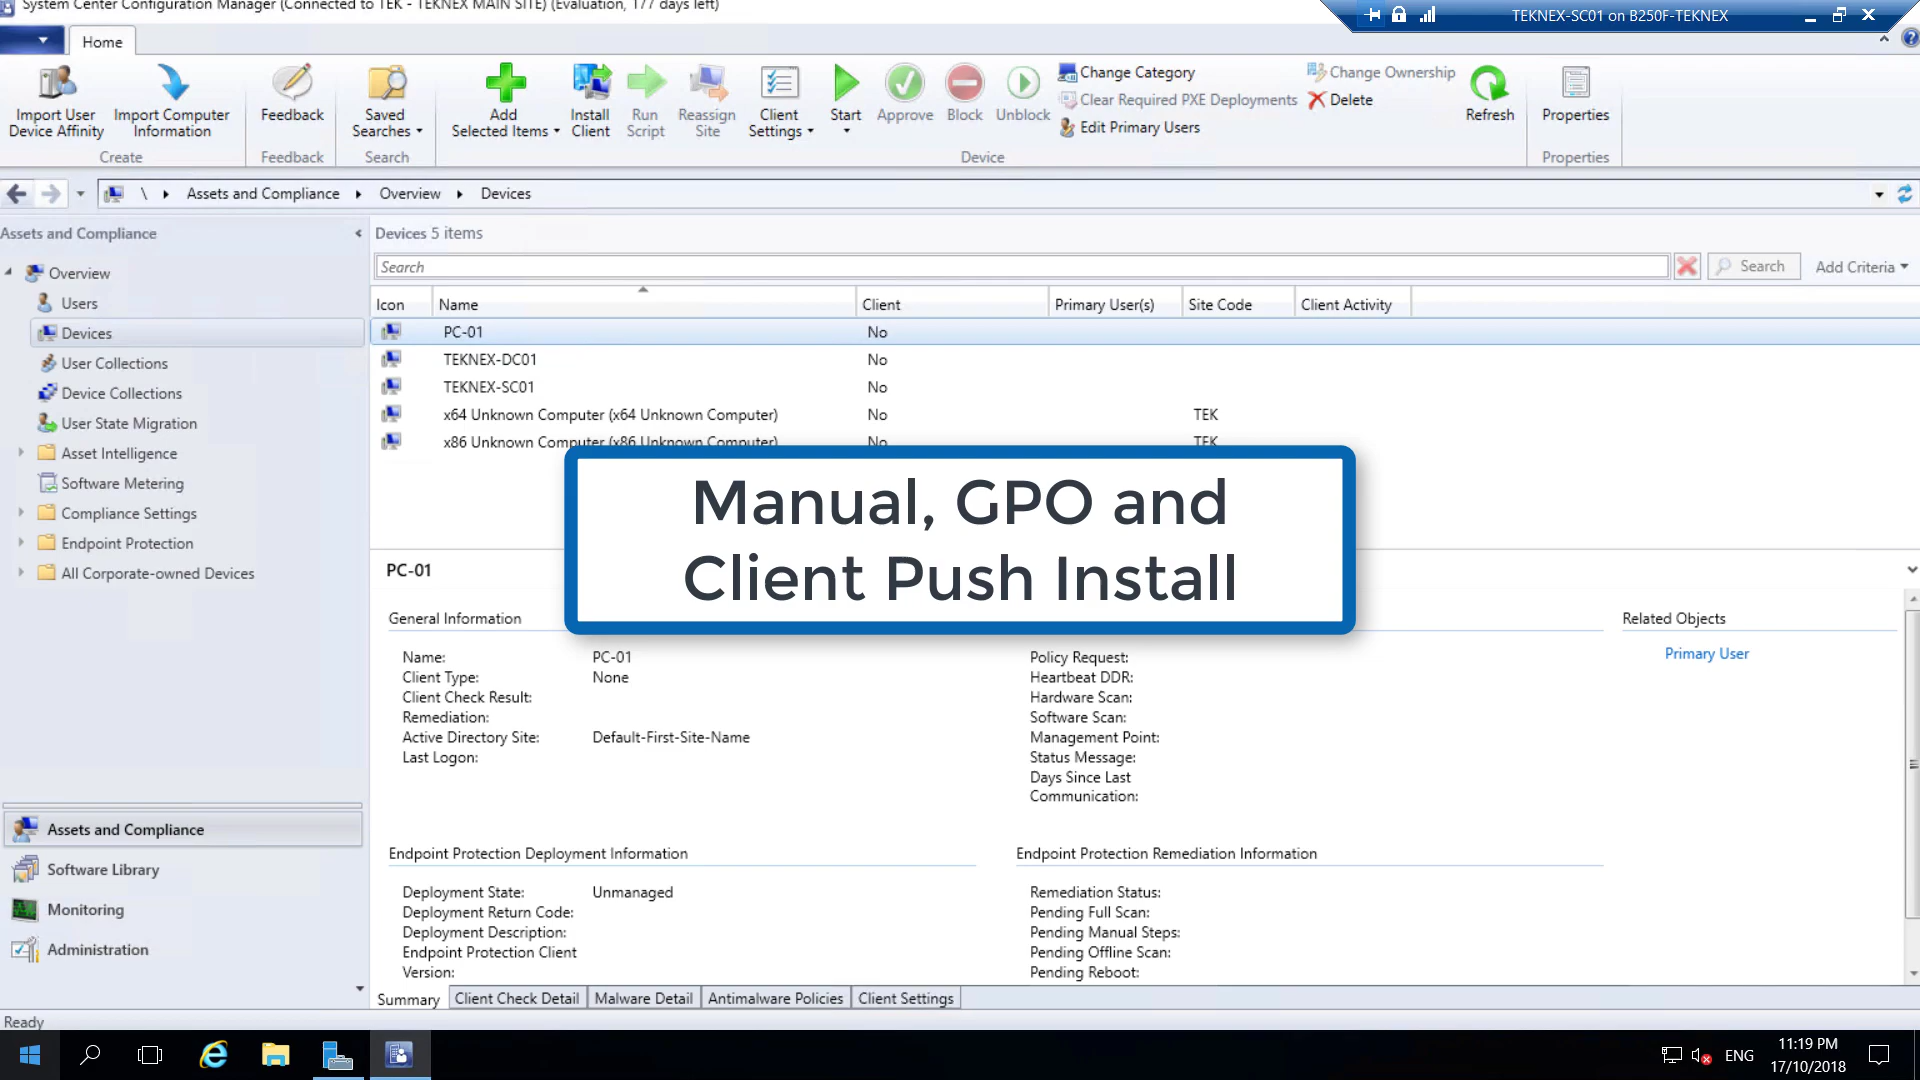 System Center Configuration Manager (Connected to TEK - TEKNEX MAIN SITE) (Evaluation, 177 days left)
TEKNEX-SC01 on B250F-TEKNEX
Home
Import User
Device Affinity
Import Computer
Information
Create
Feedback
Feedback
Saved
Searches
Search
Add
Selected Items
Install
Client
Run
Script
Reassign
Site
Client
Settings
Start
Approve
Block
Unblock
Change Category
Clear Required PXE Deployments
Edit Primary Users
Change Ownership
Delete
Device
Refresh
Properties
Properties
\ Assets and Compliance Overview Devices
Assets and Compliance
Overview
Users
Devices
User Collections
Device Collections
User State Migration
Asset Intelligence
Software Metering
Compliance Settings
Endpoint Protection
All Corporate-owned Devices
Assets and Compliance
Software Library
Monitoring
Administration
Devices 5 items
Search
Search
Add Criteria
Icon Name Client Primary User(s) Site Code Client Activity
PC-01 No
TEKNEX-DC01 No
TEKNEX-SC01 No
x64 Unknown Computer (x64 Unknown Computer) No TEK
x86 Unknown Computer (x86 Unknown Computer) No TEK
Manual, GPO and
Client Push Install
PC-01
General Information
Name: PC-01
Client Type: None
Client Check Result:
Remediation:
Active Directory Site: Default-First-Site-Name
Last Logon:
Policy Request:
Heartbeat DDR:
Hardware Scan:
Software Scan:
Management Point:
Status Message:
Days Since Last
Communication:
Related Objects
Primary User
Endpoint Protection Deployment Information
Deployment State: Unmanaged
Deployment Return Code:
Deployment Description:
Endpoint Protection Client
Version:
Endpoint Protection Remediation Information
Remediation Status:
Pending Full Scan:
Pending Manual Steps:
Pending Offline Scan:
Pending Reboot:
Summary Client Check Detail Malware Detail Antimalware Policies Client Settings
Ready
ENG
11:19 PM
17/10/2018